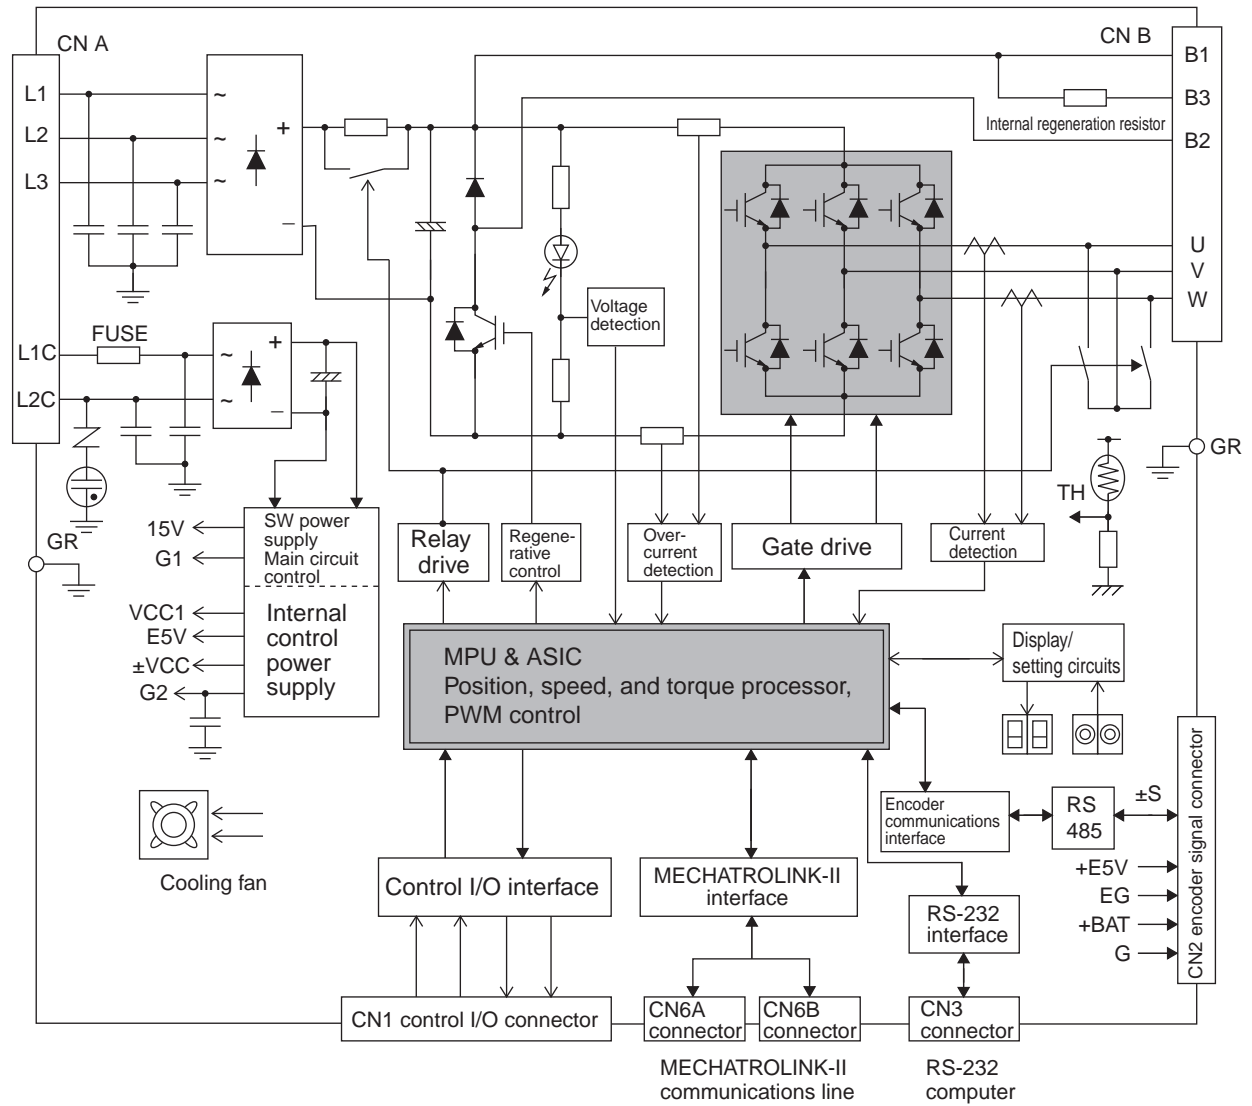 CN A
CN B
L1
L2
L3
~
~
~
+
−
B1
B3
Internal regeneration resistor
B2
U
V
W
Voltage
detection
FUSE
L1C
L2C
~
~
+
−
GR
TH
GR
15V
G1
VCC1
E5V
±VCC
G2
SW power
supply
Main circuit
control
Internal
control
power
supply
Relay
drive
Regene-
rative
control
Over-
current
detection
Gate drive
Current
detection
MPU & ASIC
Position, speed, and torque processor,
PWM control
Display/
setting circuits
Cooling fan
Encoder
communications
interface
RS
485
±S
+E5V
EG
+BAT
G
CN2 encoder signal connector
Control I/O interface
MECHATROLINK-II
interface
RS-232
interface
CN1 control I/O connector
CN6A
connector
CN6B
connector
CN3
connector
MECHATROLINK-II
communications line
RS-232
computer